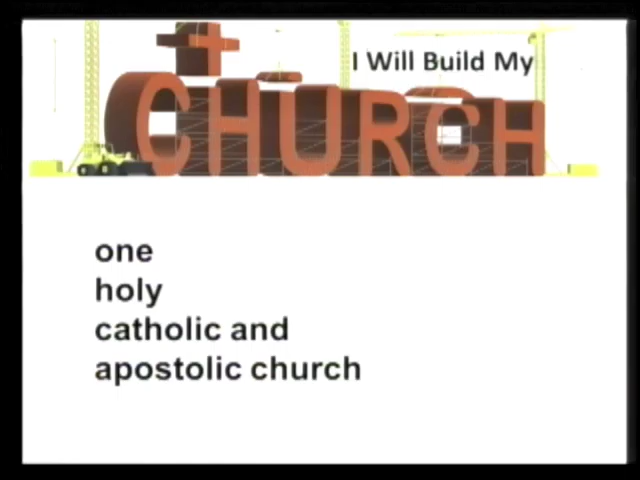 I Will Build My
CHURCH
one
holy
catholic and
apostolic church